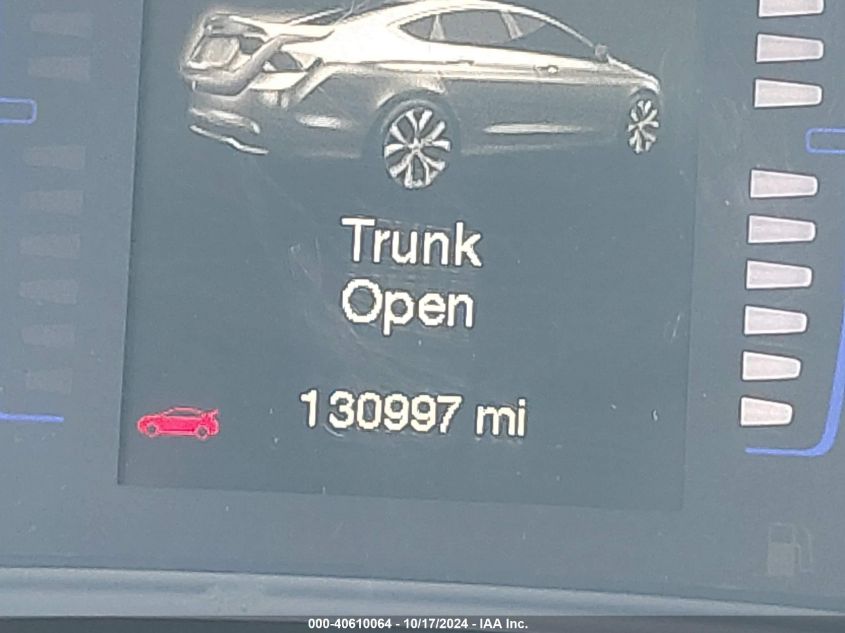 Trunk
Open
130997 mi
000-40610064 - 10/17/2024 - IAA Inc.